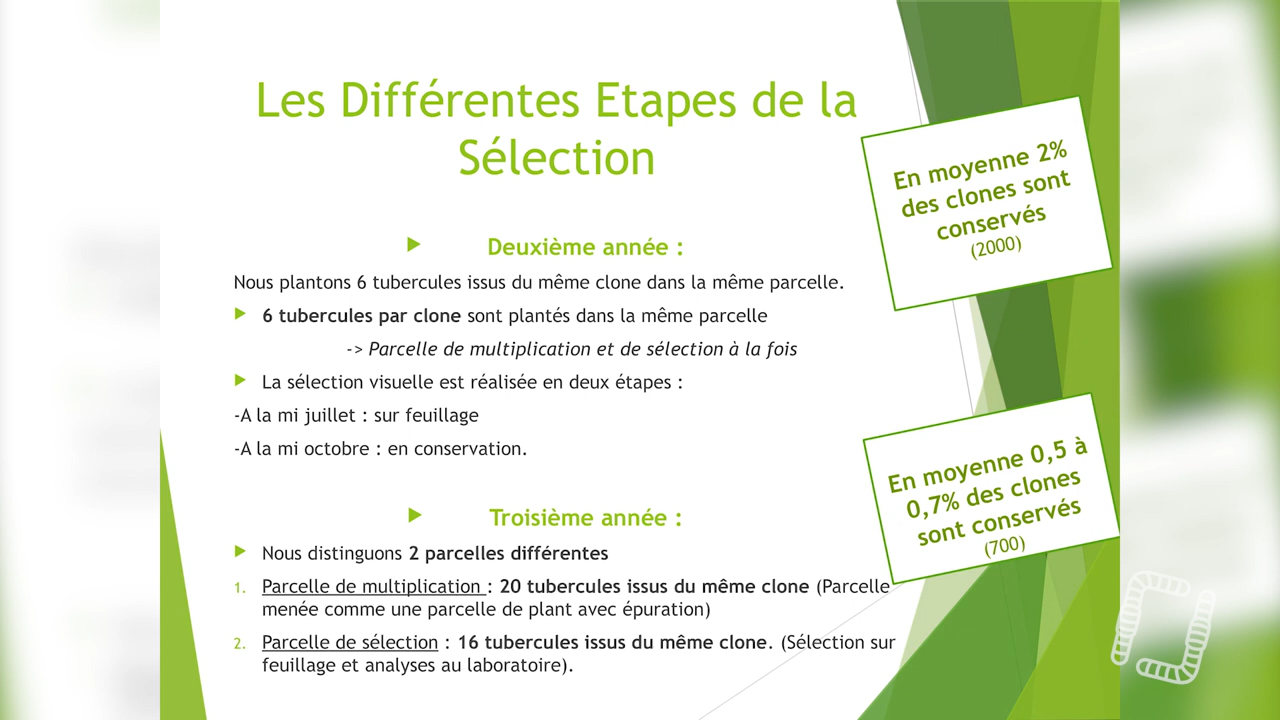 Les Différentes Etapes de la
Sélection
En moyenne 2%
des clones sont
conservés
(2000)
Deuxième année :
Nous plantons 6 tubercules issus du même clone dans la même parcelle.
6 tubercules par clone sont plantés dans la même parcelle
-> Parcelle de multiplication et de sélection à la fois
La sélection visuelle est réalisée en deux étapes :
-A la mi juillet : sur feuillage
-A la mi octobre : en conservation.
En moyenne 0,5 à
0,7% des clones
sont conservés
(700)
Troisième année :
Nous distinguons 2 parcelles différentes
1. Parcelle de multiplication : 20 tubercules issus du même clone (Parcelle
menée comme une parcelle de plant avec épuration)
2. Parcelle de sélection : 16 tubercules issus du même clone. (Sélection sur
feuillage et analyses au laboratoire).